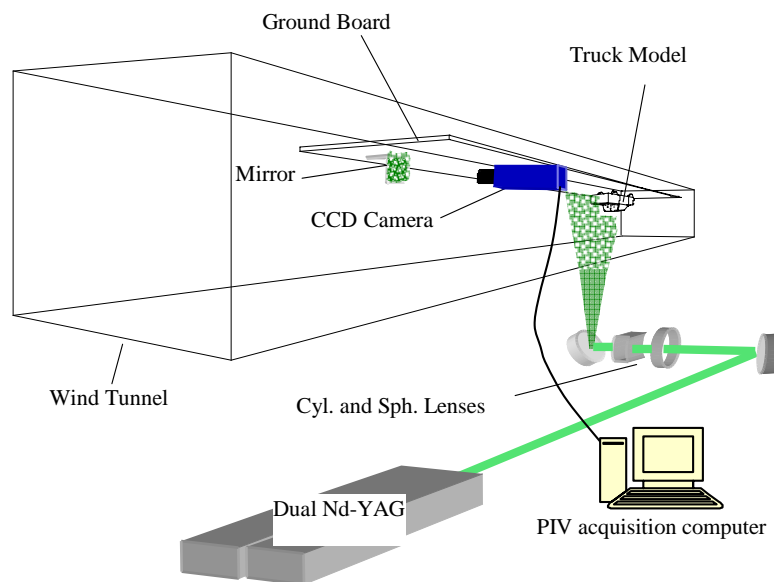 Ground Board
Truck Model
Mirror
CCD Camera
Wind Tunnel
Cyl. and Sph. Lenses
Dual Nd-YAG
PIV acquisition computer